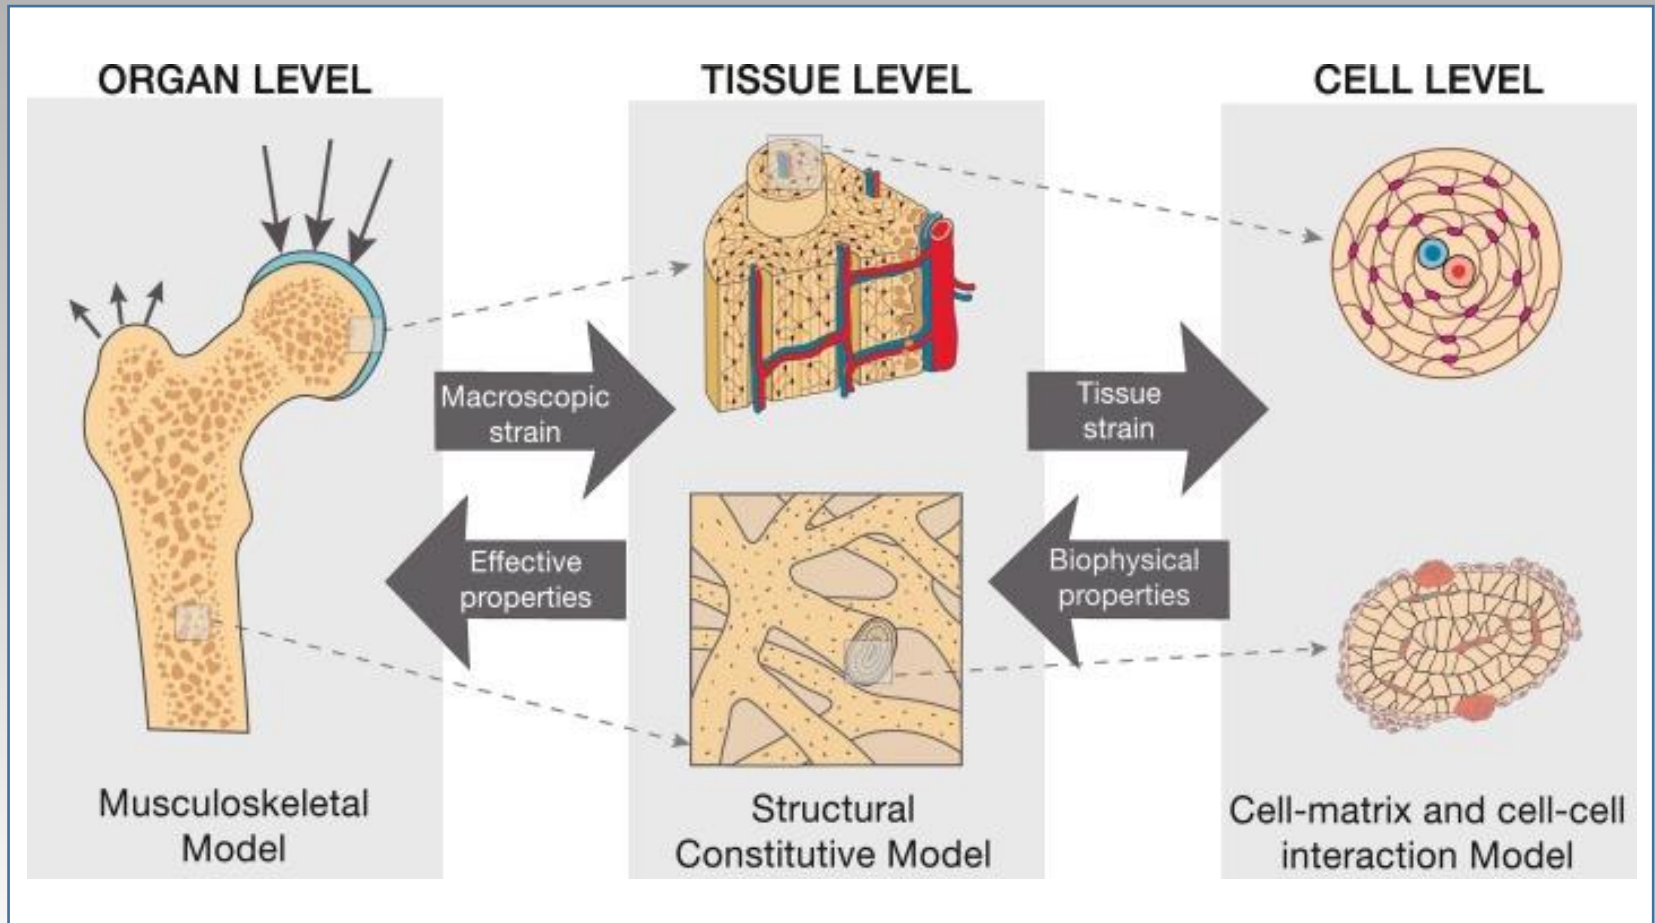 ORGAN LEVEL
TISSUE LEVEL
CELL LEVEL
Macroscopic
strain
Tissue
strain
Effective
properties
Biophysical
properties
Musculoskeletal
Model
Structural
Constitutive Model
Cell-matrix and cell-cell
interaction Model